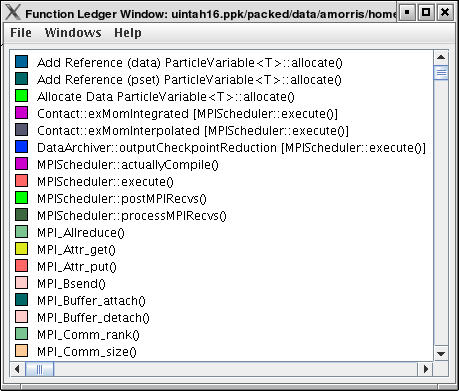 Function Ledger Window: uintah16.ppk/packed/data/amorris/home
File Windows Help
Add Reference (data) ParticleVariable<T>::allocate()
Add Reference (pset) ParticleVariable<T>::allocate()
Allocate Data ParticleVariable<T>::allocate()
Contact::exMomIntegrated [MPIScheduler::execute()]
Contact::exMomInterpolated [MPIScheduler::execute()]
DataArchiver::outputCheckpointReduction [MPIScheduler::execute()]
MPIScheduler::actuallyCompile()
MPIScheduler::execute()
MPIScheduler::postMPIRecvs()
MPIScheduler::processMPIRecvs()
MPI_Allreduce()
MPI_Attr_get()
MPI_Attr_put()
MPI_Bsend()
MPI_Buffer_attach()
MPI_Buffer_detach()
MPI_Comm_rank()
MPI_Comm_size()